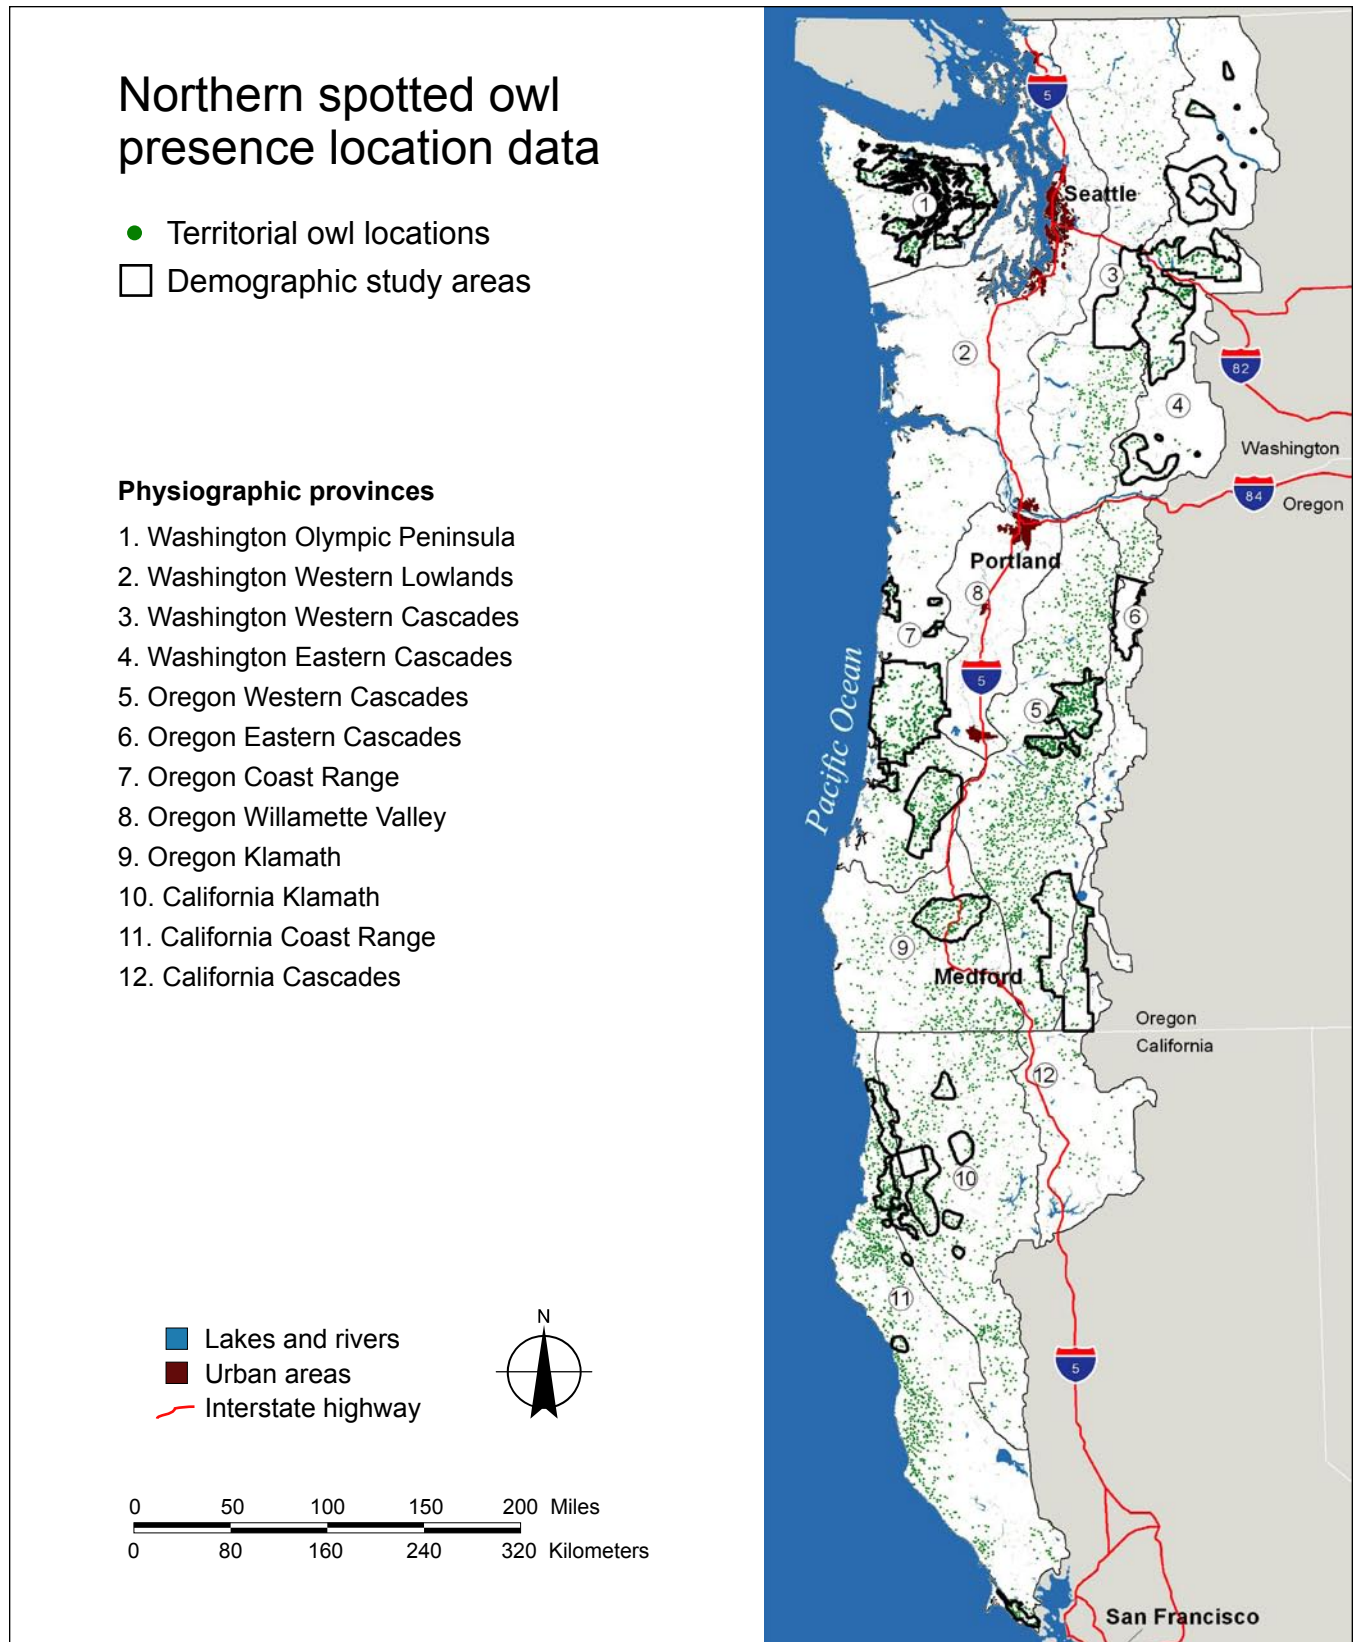 Northern spotted owl
presence location data
Territorial owl locations
Demographic study areas
Physiographic provinces
1. Washington Olympic Peninsula
2. Washington Western Lowlands
3. Washington Western Cascades
4. Washington Eastern Cascades
5. Oregon Western Cascades
6. Oregon Eastern Cascades
7. Oregon Coast Range
8. Oregon Willamette Valley
9. Oregon Klamath
10. California Klamath
11. California Coast Range
12. California Cascades
Lakes and rivers
Urban areas
Interstate highway
N
0 50 100 150 200 Miles
0 80 160 240 320 Kilometers
5
Seattle
1
3
2
82
4
Washington
84
Oregon
Portland
8
6
7
5
5
Pacific Ocean
9
Medford
Oregon
California
12
10
11
5
San Francisco